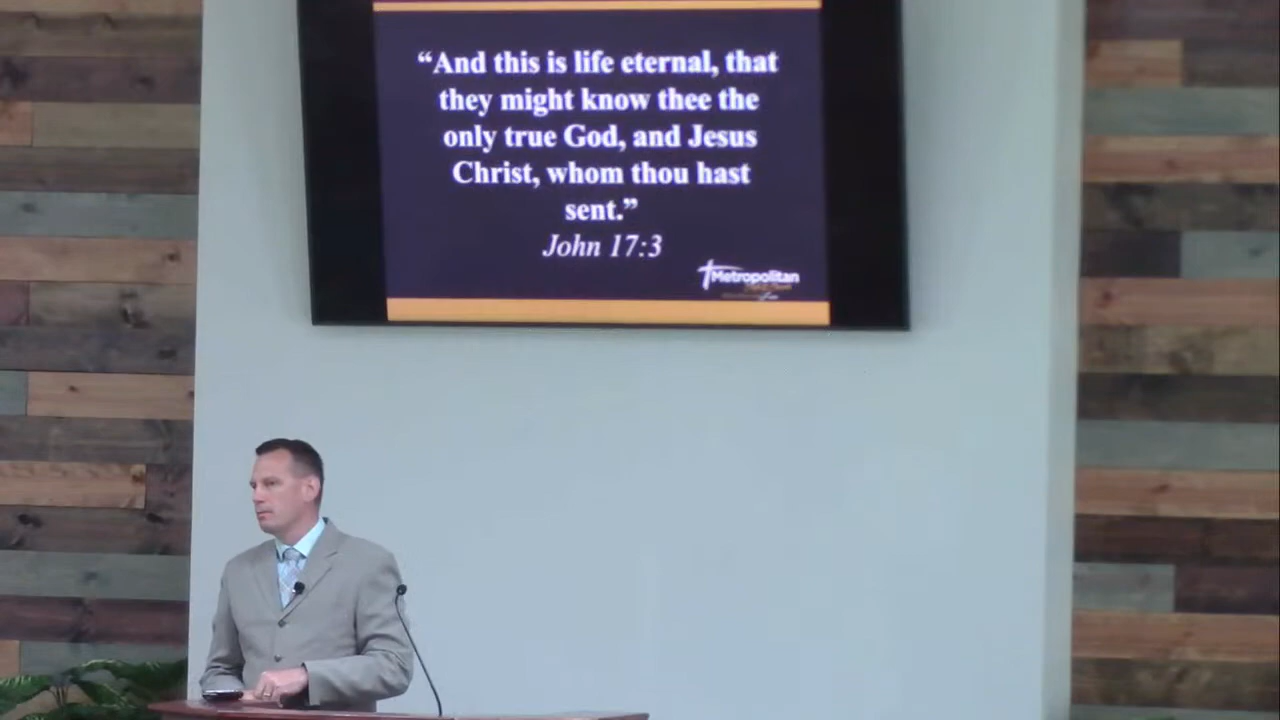 “And this is life eternal, that
they might know thee the
only true God, and Jesus
Christ, whom thou hast
sent.”
John 17:3
Metropolitan